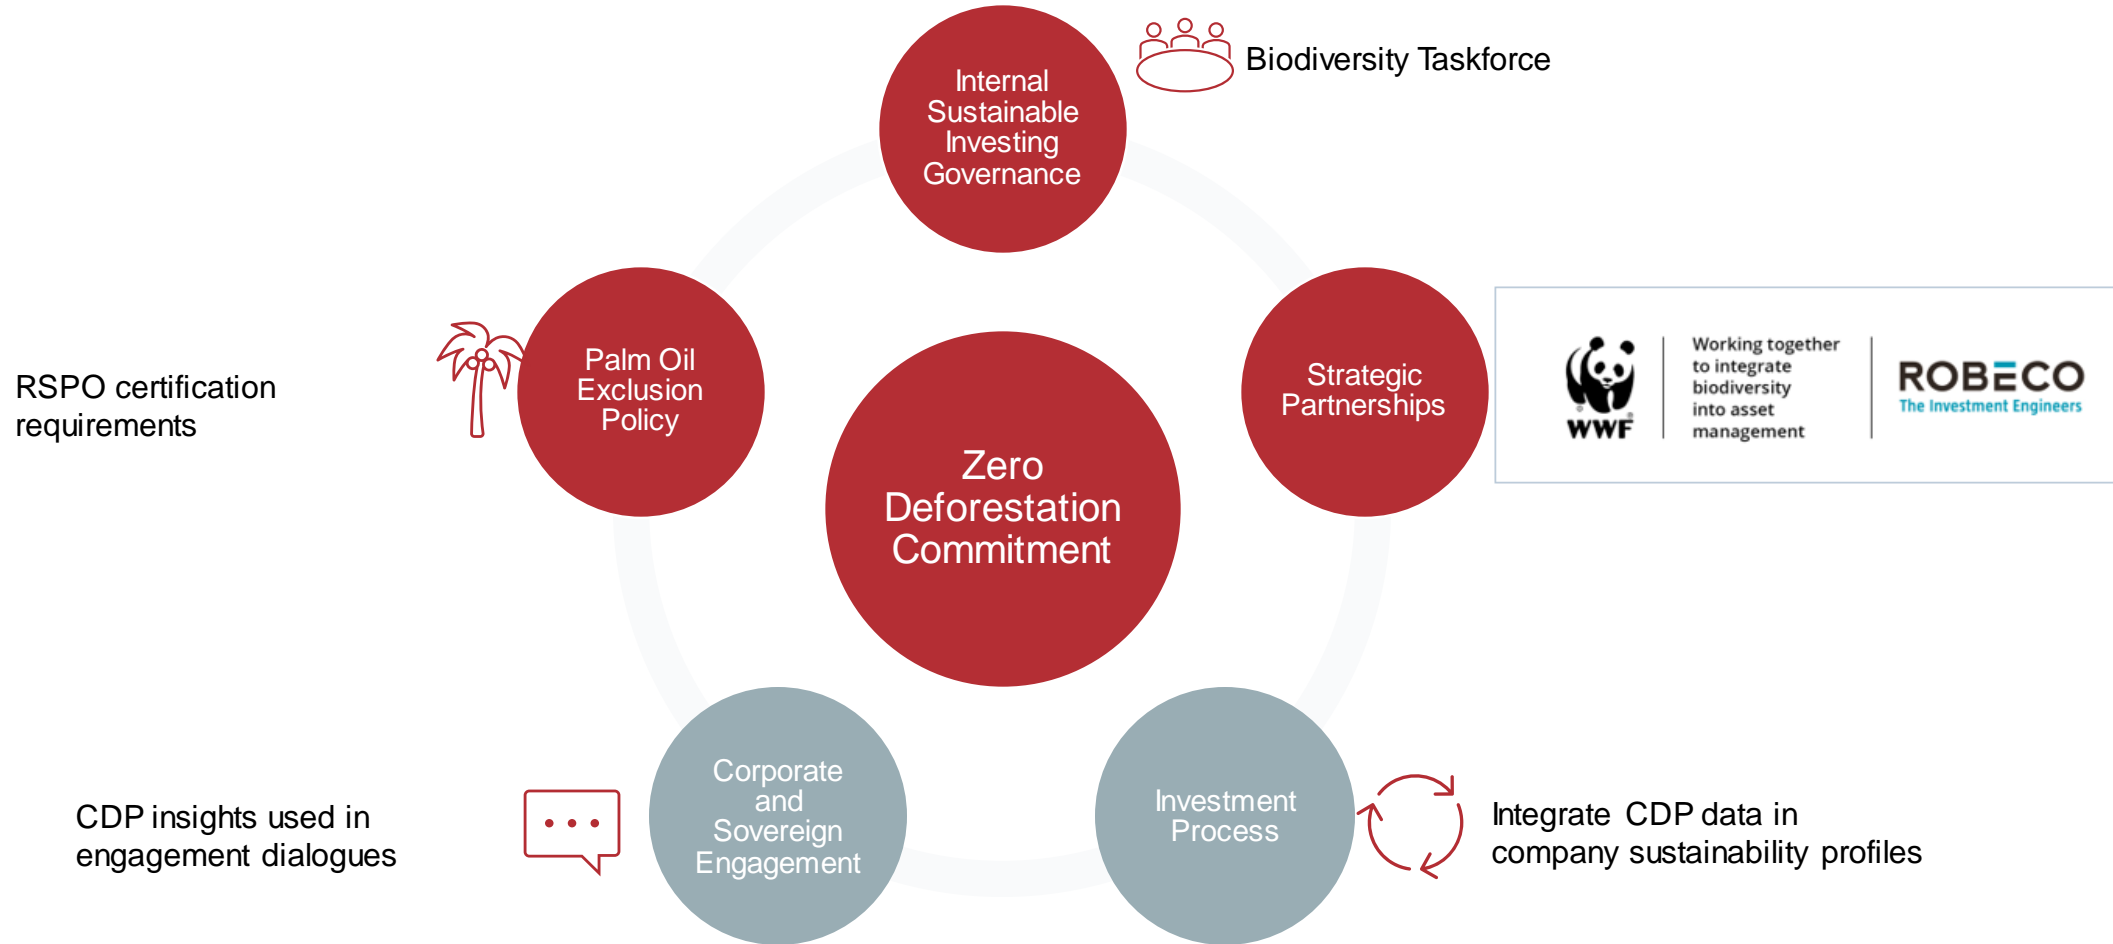 Internal
Sustainable
Investing
Governance
Biodiversity Taskforce
Strategic
Partnerships
WWF
®
Working together
to integrate
biodiversity
into asset
management
ROBECO
The Investment Engineers
Palm Oil
Exclusion
Policy
RSPO certification
requirements
Zero
Deforestation
Commitment
Corporate
and
Sovereign
Engagement
CDP insights used in
engagement dialogues
Investment
Process
Integrate CDP data in
company sustainability profiles